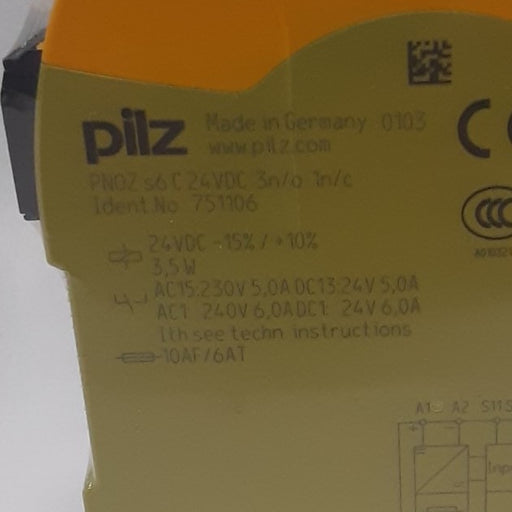 pilz
Made in Germany 0103
www.pilz.com
PNOZ s6 C 24VDC 3n/o 1n/c
Ident.No 751106
24VDC -15% / +10%
3,5 W
AC15:230V 5,0A DC13:24V 5,0A
AC1: 240V 6,0A DC1: 24V 6,0A
Ith see techn instructions
10AF/6AT
CCC
A1 A2 S11
+ -